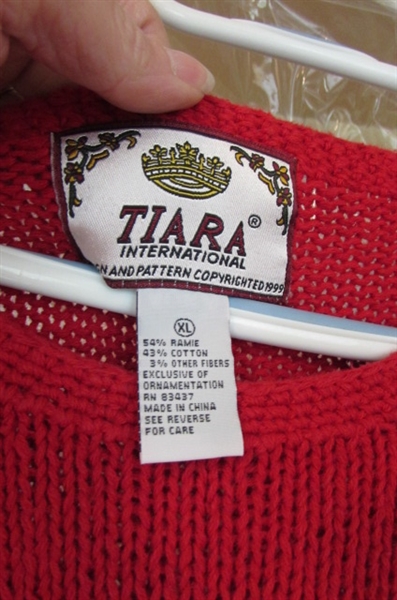 TIARA®
INTERNATIONAL
AND PATTERN COPYRIGHTED 1999
XL
54% RAMIE
43% COTTON
3% OTHER FIBERS
EXCLUSIVE OF
ORNAMENTATION
RN 83437
MADE IN CHINA
SEE REVERSE
FOR CARE